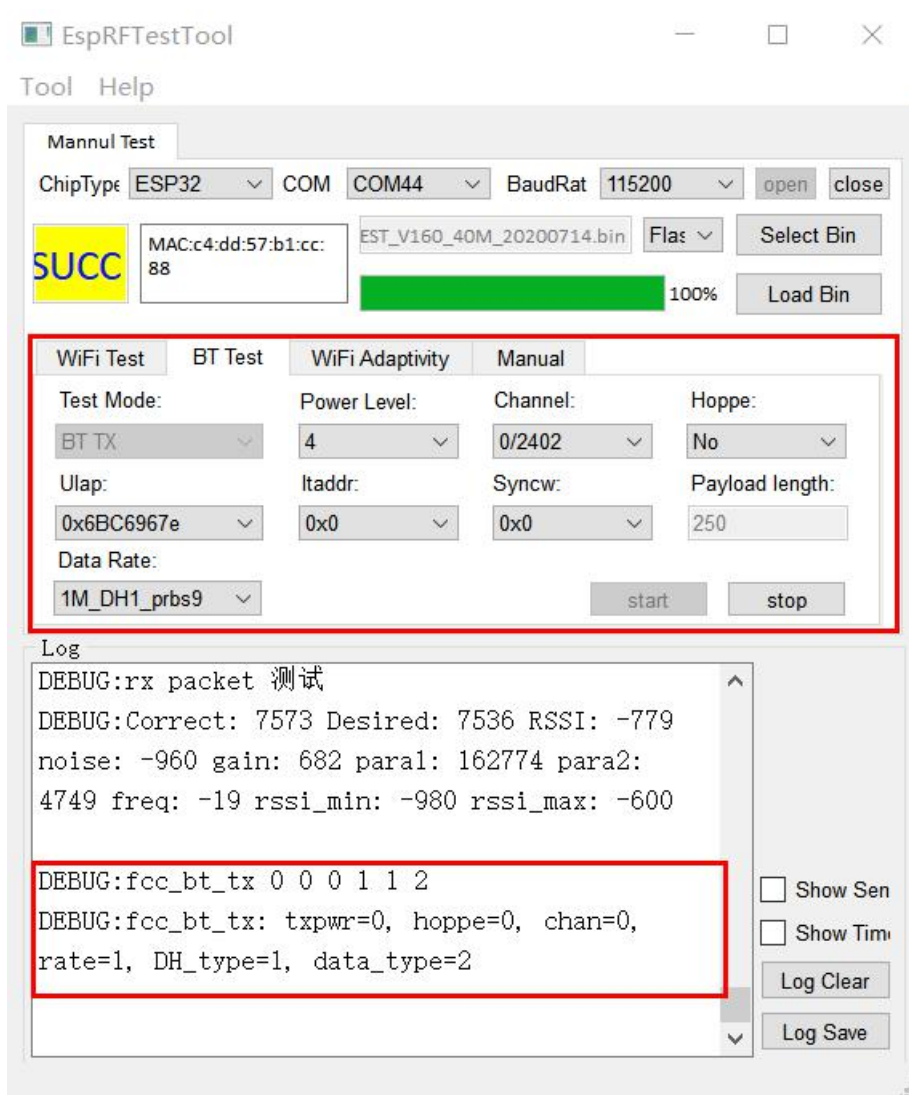 EspRFTestTool
Tool Help
Mannul Test
ChipType ESP32 COM COM44 BaudRat 115200 open close
SUCC MAC:c4:dd:57:b1:cc:
88
EST_V160_40M_20200714.bin Flas Select Bin
100% Load Bin
WiFi Test BT Test WiFi Adaptivity Manual
Test Mode: Power Level: Channel: Hoppe:
BT TX 4 0/2402 No
Ulap: Itaddr: Syncw: Payload length:
0x6BC6967e 0x0 0x0 250
Data Rate:
1M_DH1_prbs9 start stop
Log
DEBUG:rx packet 测试
DEBUG:Correct: 7573 Desired: 7536 RSSI: -779
noise: -960 gain: 682 para1: 162774 para2:
4749 freq: -19 rssi_min: -980 rssi_max: -600
DEBUG:fcc_bt_tx 0 0 0 1 1 2
DEBUG:fcc_bt_tx: txpwr=0, hoppe=0, chan=0,
rate=1, DH_type=1, data_type=2
Show Sen
Show Tim
Log Clear
Log Save